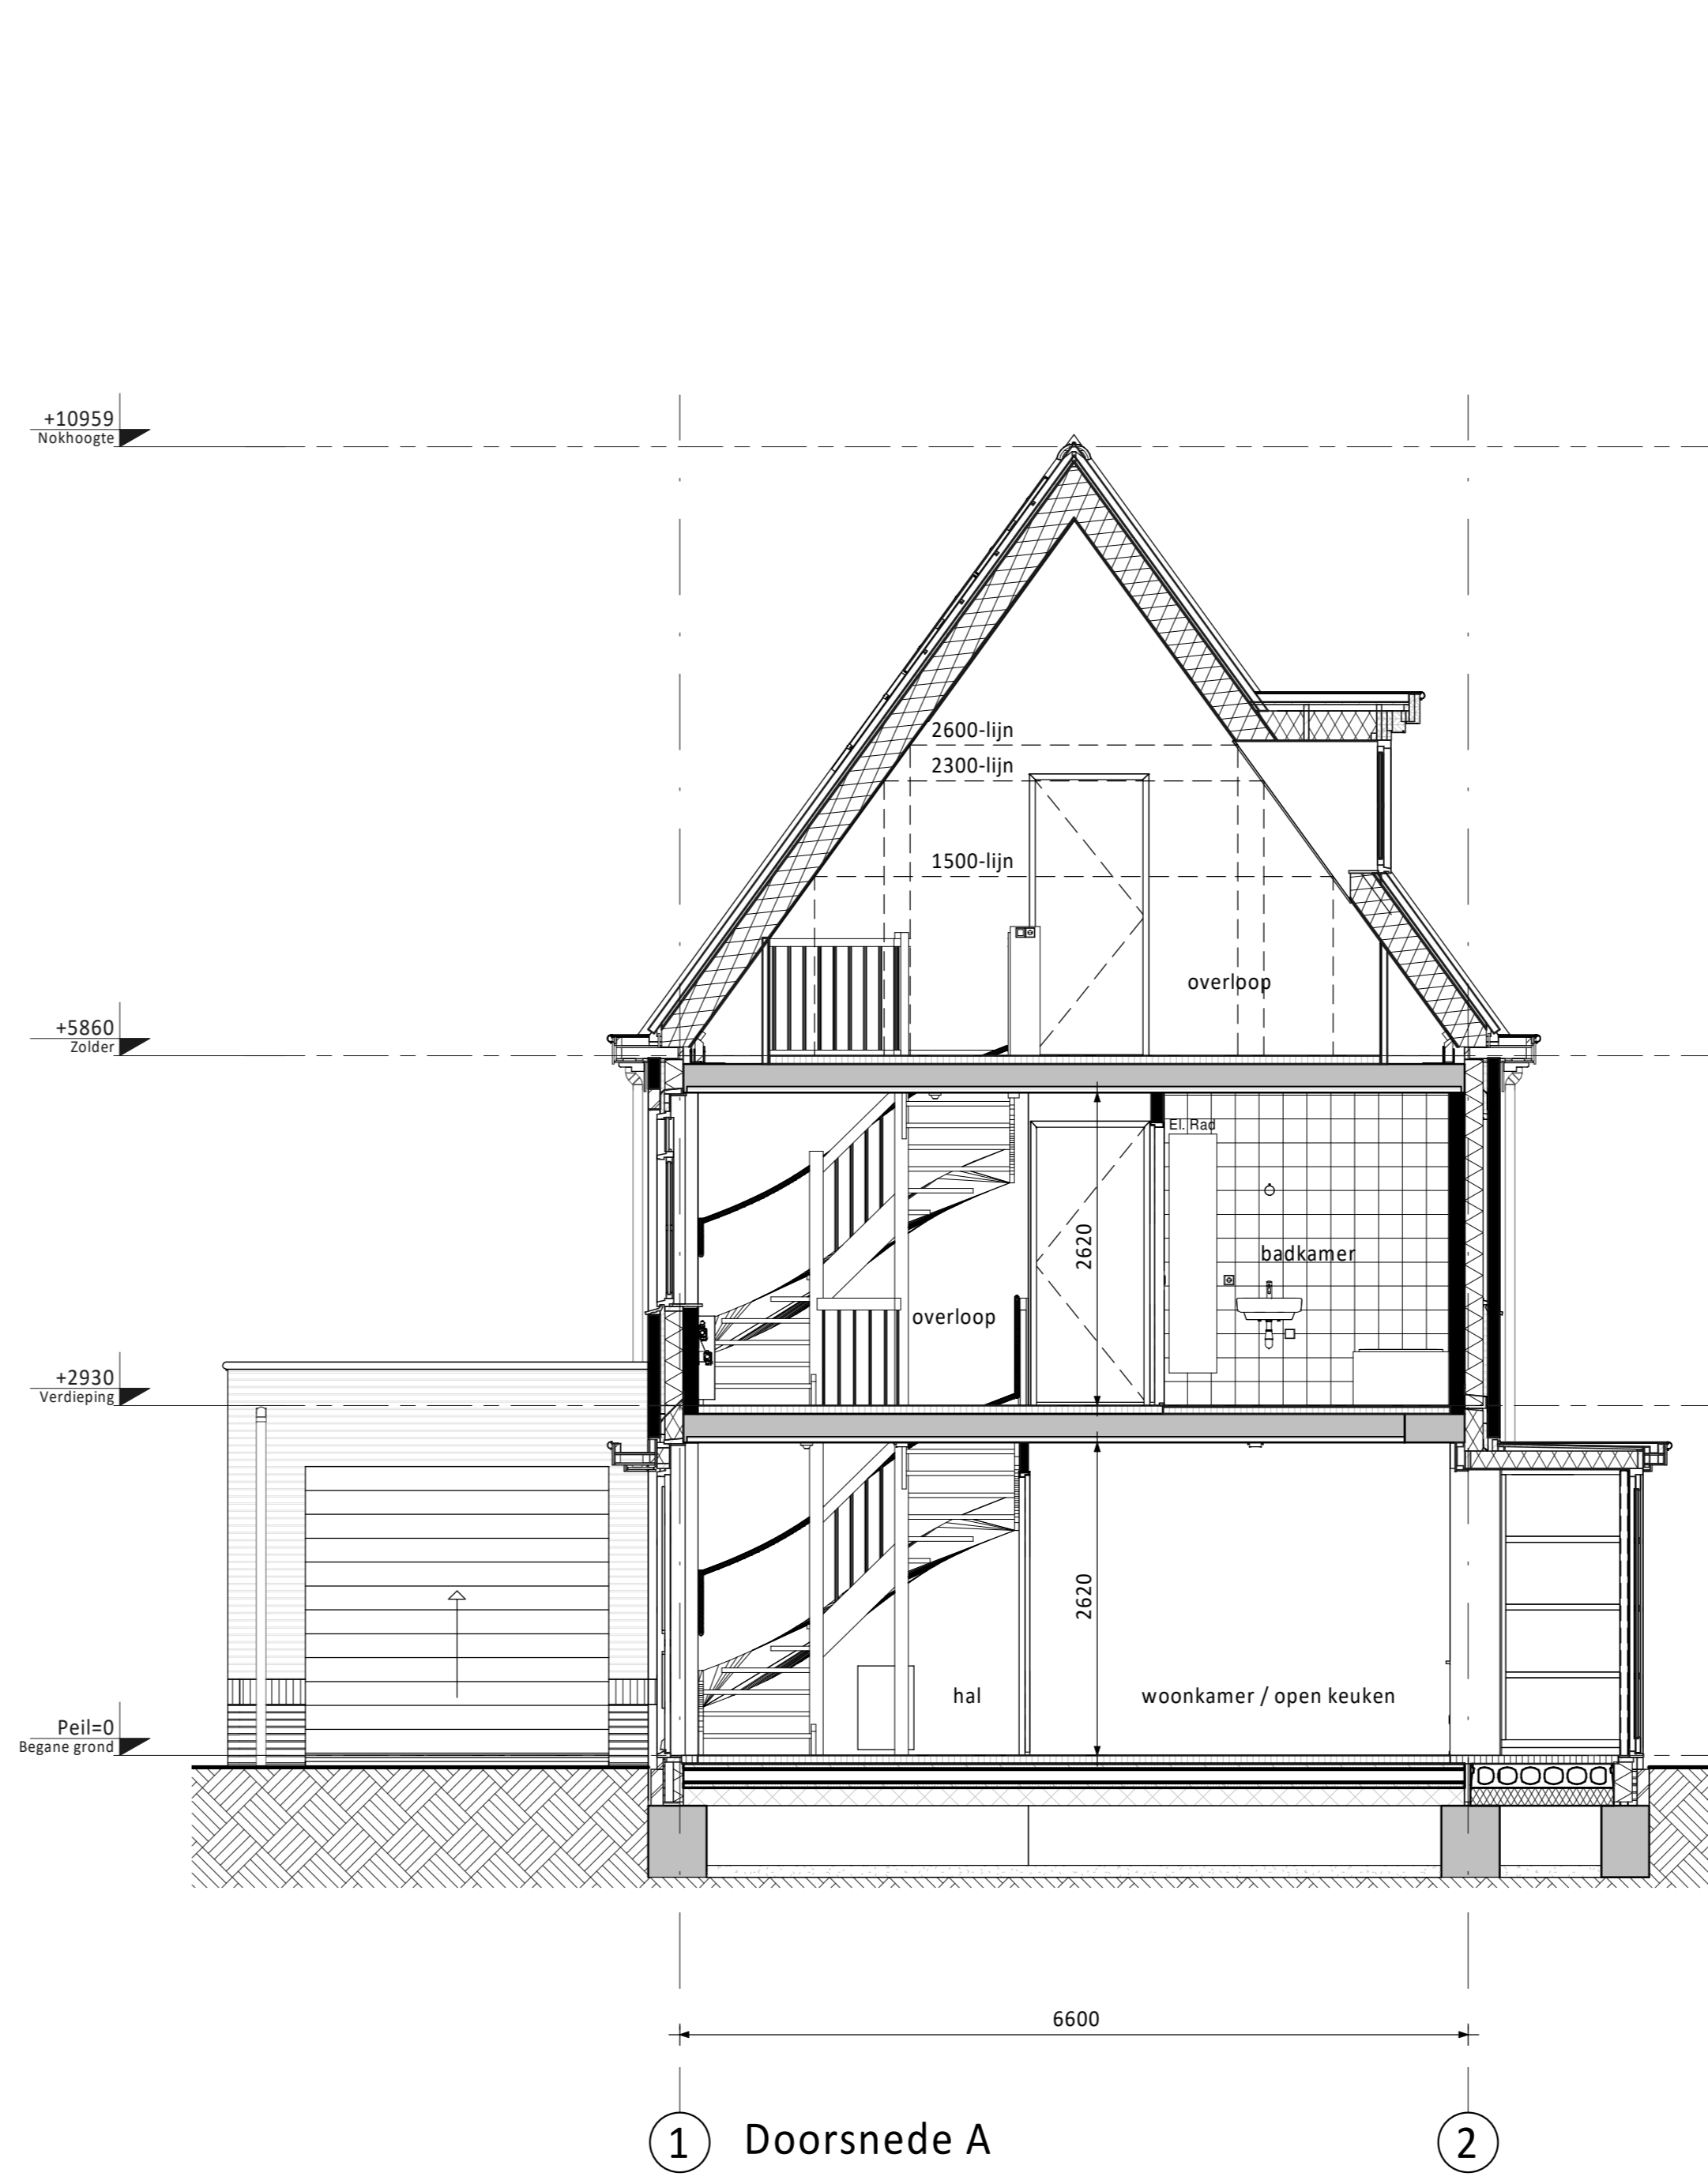 +10959
Nokhoogte
2600-lijn
2300-lijn
1500-lijn
overloop
+5860
Zolder
El. Rad
2620
badkamer
overloop
+2930
Verdieping
2620
hal
woonkamer / open keuken
Peil=0
Begane grond
6600
1
Doorsnede A
2